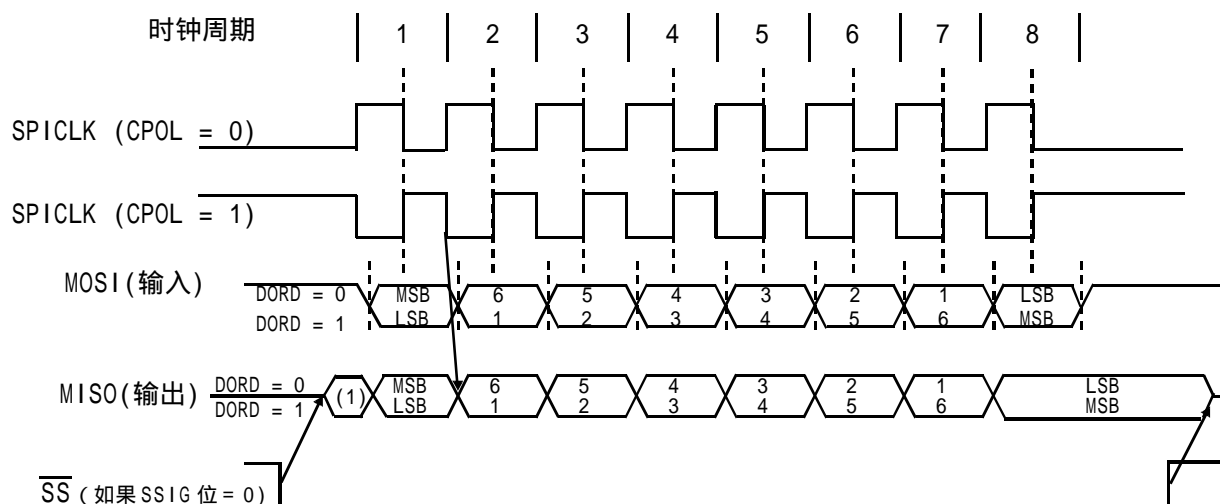 时钟周期 1 2 3 4 5 6 7 8
SPICLK (CPOL = 0)
SPICLK (CPOL = 1)
MOSI(输入)
DORD = 0 MSB 6 5 4 3 2 1 LSB
DORD = 1 LSB 1 2 3 4 5 6 MSB
MISO(输出)
DORD = 0 (1) MSB 6 5 4 3 2 1 LSB
DORD = 1 LSB 1 2 3 4 5 6 MSB
SS (如果SSIG位=0)